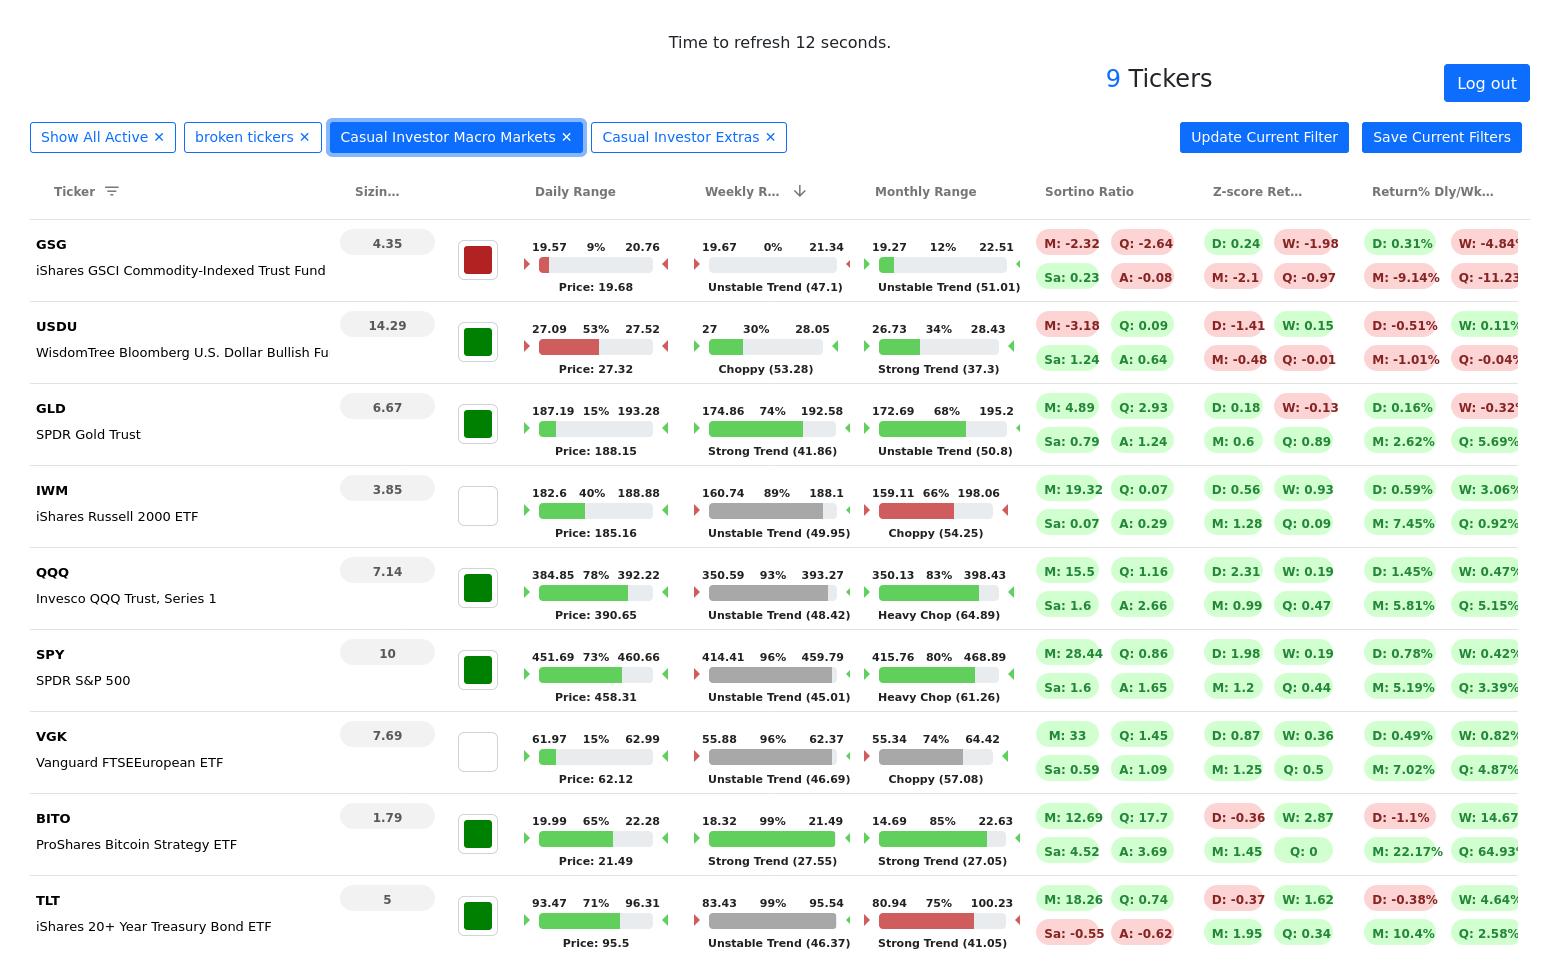 Time to refresh 12 seconds.
9 Tickers
Log out
Show All Active ✕ broken tickers ✕ Casual Investor Macro Markets ✕ Casual Investor Extras ✕ Update Current Filter Save Current Filters
Ticker Sizin... Daily Range Weekly R... Monthly Range Sortino Ratio Z-score Ret... Return% Dly/Wk...
GSG 4.35 19.57 9% 20.76 19.67 0% 21.34 19.27 12% 22.51 M: -2.32 Q: -2.64 D: 0.24 W: -1.98 D: 0.31% W: -4.84%
iShares GSCI Commodity-Indexed Trust Fund Sa: 0.23 A: -0.08 M: -2.1 Q: -0.97 M: -9.14% Q: -11.23
Price: 19.68 Unstable Trend (47.1) Unstable Trend (51.01)
USDU 14.29 27.09 53% 27.52 27 30% 28.05 26.73 34% 28.43 M: -3.18 Q: 0.09 D: -1.41 W: 0.15 D: -0.51% W: 0.11%
WisdomTree Bloomberg U.S. Dollar Bullish Fu Sa: 1.24 A: 0.64 M: -0.48 Q: -0.01 M: -1.01% Q: -0.04%
Price: 27.32 Choppy (53.28) Strong Trend (37.3)
GLD 6.67 187.19 15% 193.28 174.86 74% 192.58 172.69 68% 195.2 M: 4.89 Q: 2.93 D: 0.18 W: -0.13 D: 0.16% W: -0.32%
SPDR Gold Trust Sa: 0.79 A: 1.24 M: 0.6 Q: 0.89 M: 2.62% Q: 5.69%
Price: 188.15 Strong Trend (41.86) Unstable Trend (50.8)
IWM 3.85 182.6 40% 188.88 160.74 89% 188.1 159.11 66% 198.06 M: 19.32 Q: 0.07 D: 0.56 W: 0.93 D: 0.59% W: 3.06%
iShares Russell 2000 ETF Sa: 0.07 A: 0.29 M: 1.28 Q: 0.09 M: 7.45% Q: 0.92%
Price: 185.16 Unstable Trend (49.95) Choppy (54.25)
QQQ 7.14 384.85 78% 392.22 350.59 93% 393.27 350.13 83% 398.43 M: 15.5 Q: 1.16 D: 2.31 W: 0.19 D: 1.45% W: 0.47%
Invesco QQQ Trust, Series 1 Sa: 1.6 A: 2.66 M: 0.99 Q: 0.47 M: 5.81% Q: 5.15%
Price: 390.65 Unstable Trend (48.42) Heavy Chop (64.89)
SPY 10 451.69 73% 460.66 414.41 96% 459.79 415.76 80% 468.89 M: 28.44 Q: 0.86 D: 1.98 W: 0.19 D: 0.78% W: 0.42%
SPDR S&P 500 Sa: 1.6 A: 1.65 M: 1.2 Q: 0.44 M: 5.19% Q: 3.39%
Price: 458.31 Unstable Trend (45.01) Heavy Chop (61.26)
VGK 7.69 61.97 15% 62.99 55.88 96% 62.37 55.34 74% 64.42 M: 33 Q: 1.45 D: 0.87 W: 0.36 D: 0.49% W: 0.82%
Vanguard FTSEEuropean ETF Sa: 0.59 A: 1.09 M: 1.25 Q: 0.5 M: 7.02% Q: 4.87%
Price: 62.12 Unstable Trend (46.69) Choppy (57.08)
BITO 1.79 19.99 65% 22.28 18.32 99% 21.49 14.69 85% 22.63 M: 12.69 Q: 17.7 D: -0.36 W: 2.87 D: -1.1% W: 14.67
ProShares Bitcoin Strategy ETF Sa: 4.52 A: 3.69 M: 1.45 Q: 0 M: 22.17% Q: 64.93%
Price: 21.49 Strong Trend (27.55) Strong Trend (27.05)
TLT 5 93.47 71% 96.31 83.43 99% 95.54 80.94 75% 100.23 M: 18.26 Q: 0.74 D: -0.37 W: 1.62 D: -0.38% W: 4.64%
iShares 20+ Year Treasury Bond ETF Sa: -0.55 A: -0.62 M: 1.95 Q: 0.34 M: 10.4% Q: 2.58%
Price: 95.5 Unstable Trend (46.37) Strong Trend (41.05)